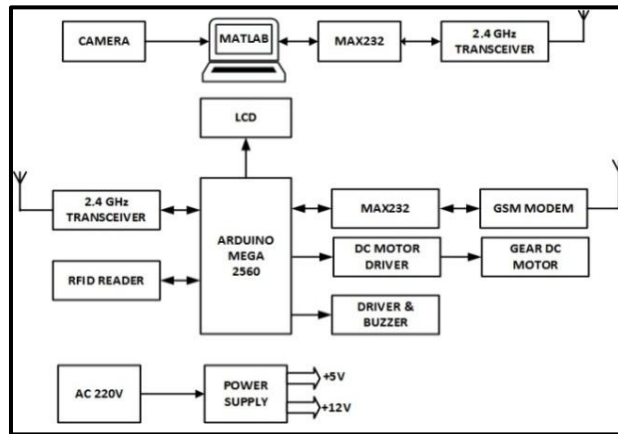 CAMERA
MATLAB
MAX232
2.4 GHz
TRANSCEIVER
LCD
2.4 GHz
TRANSCEIVER
ARDUINO
MEGA
2560
MAX232
GSM MODEM
RFID READER
DC MOTOR
DRIVER
GEAR DC
MOTOR
DRIVER &
BUZZER
AC 220V
POWER
SUPPLY
+5V
+12V